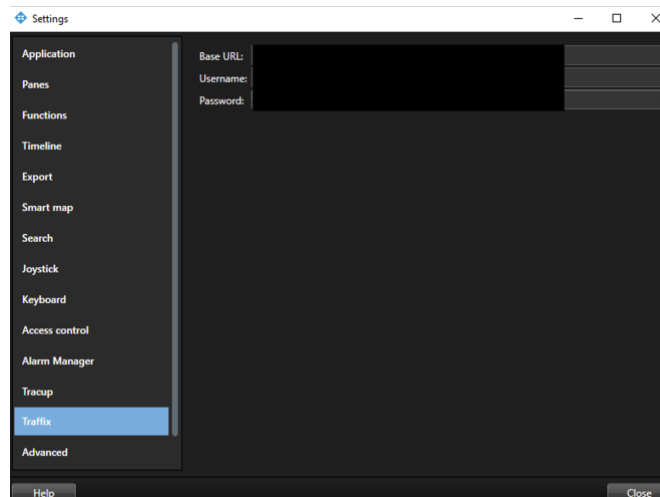 Settings
Application
Panes
Functions
Timeline
Export
Smart map
Search
Joystick
Keyboard
Access control
Alarm Manager
Tracup
Traffix
Advanced
Base URL:
Username:
Password:
Help
Close